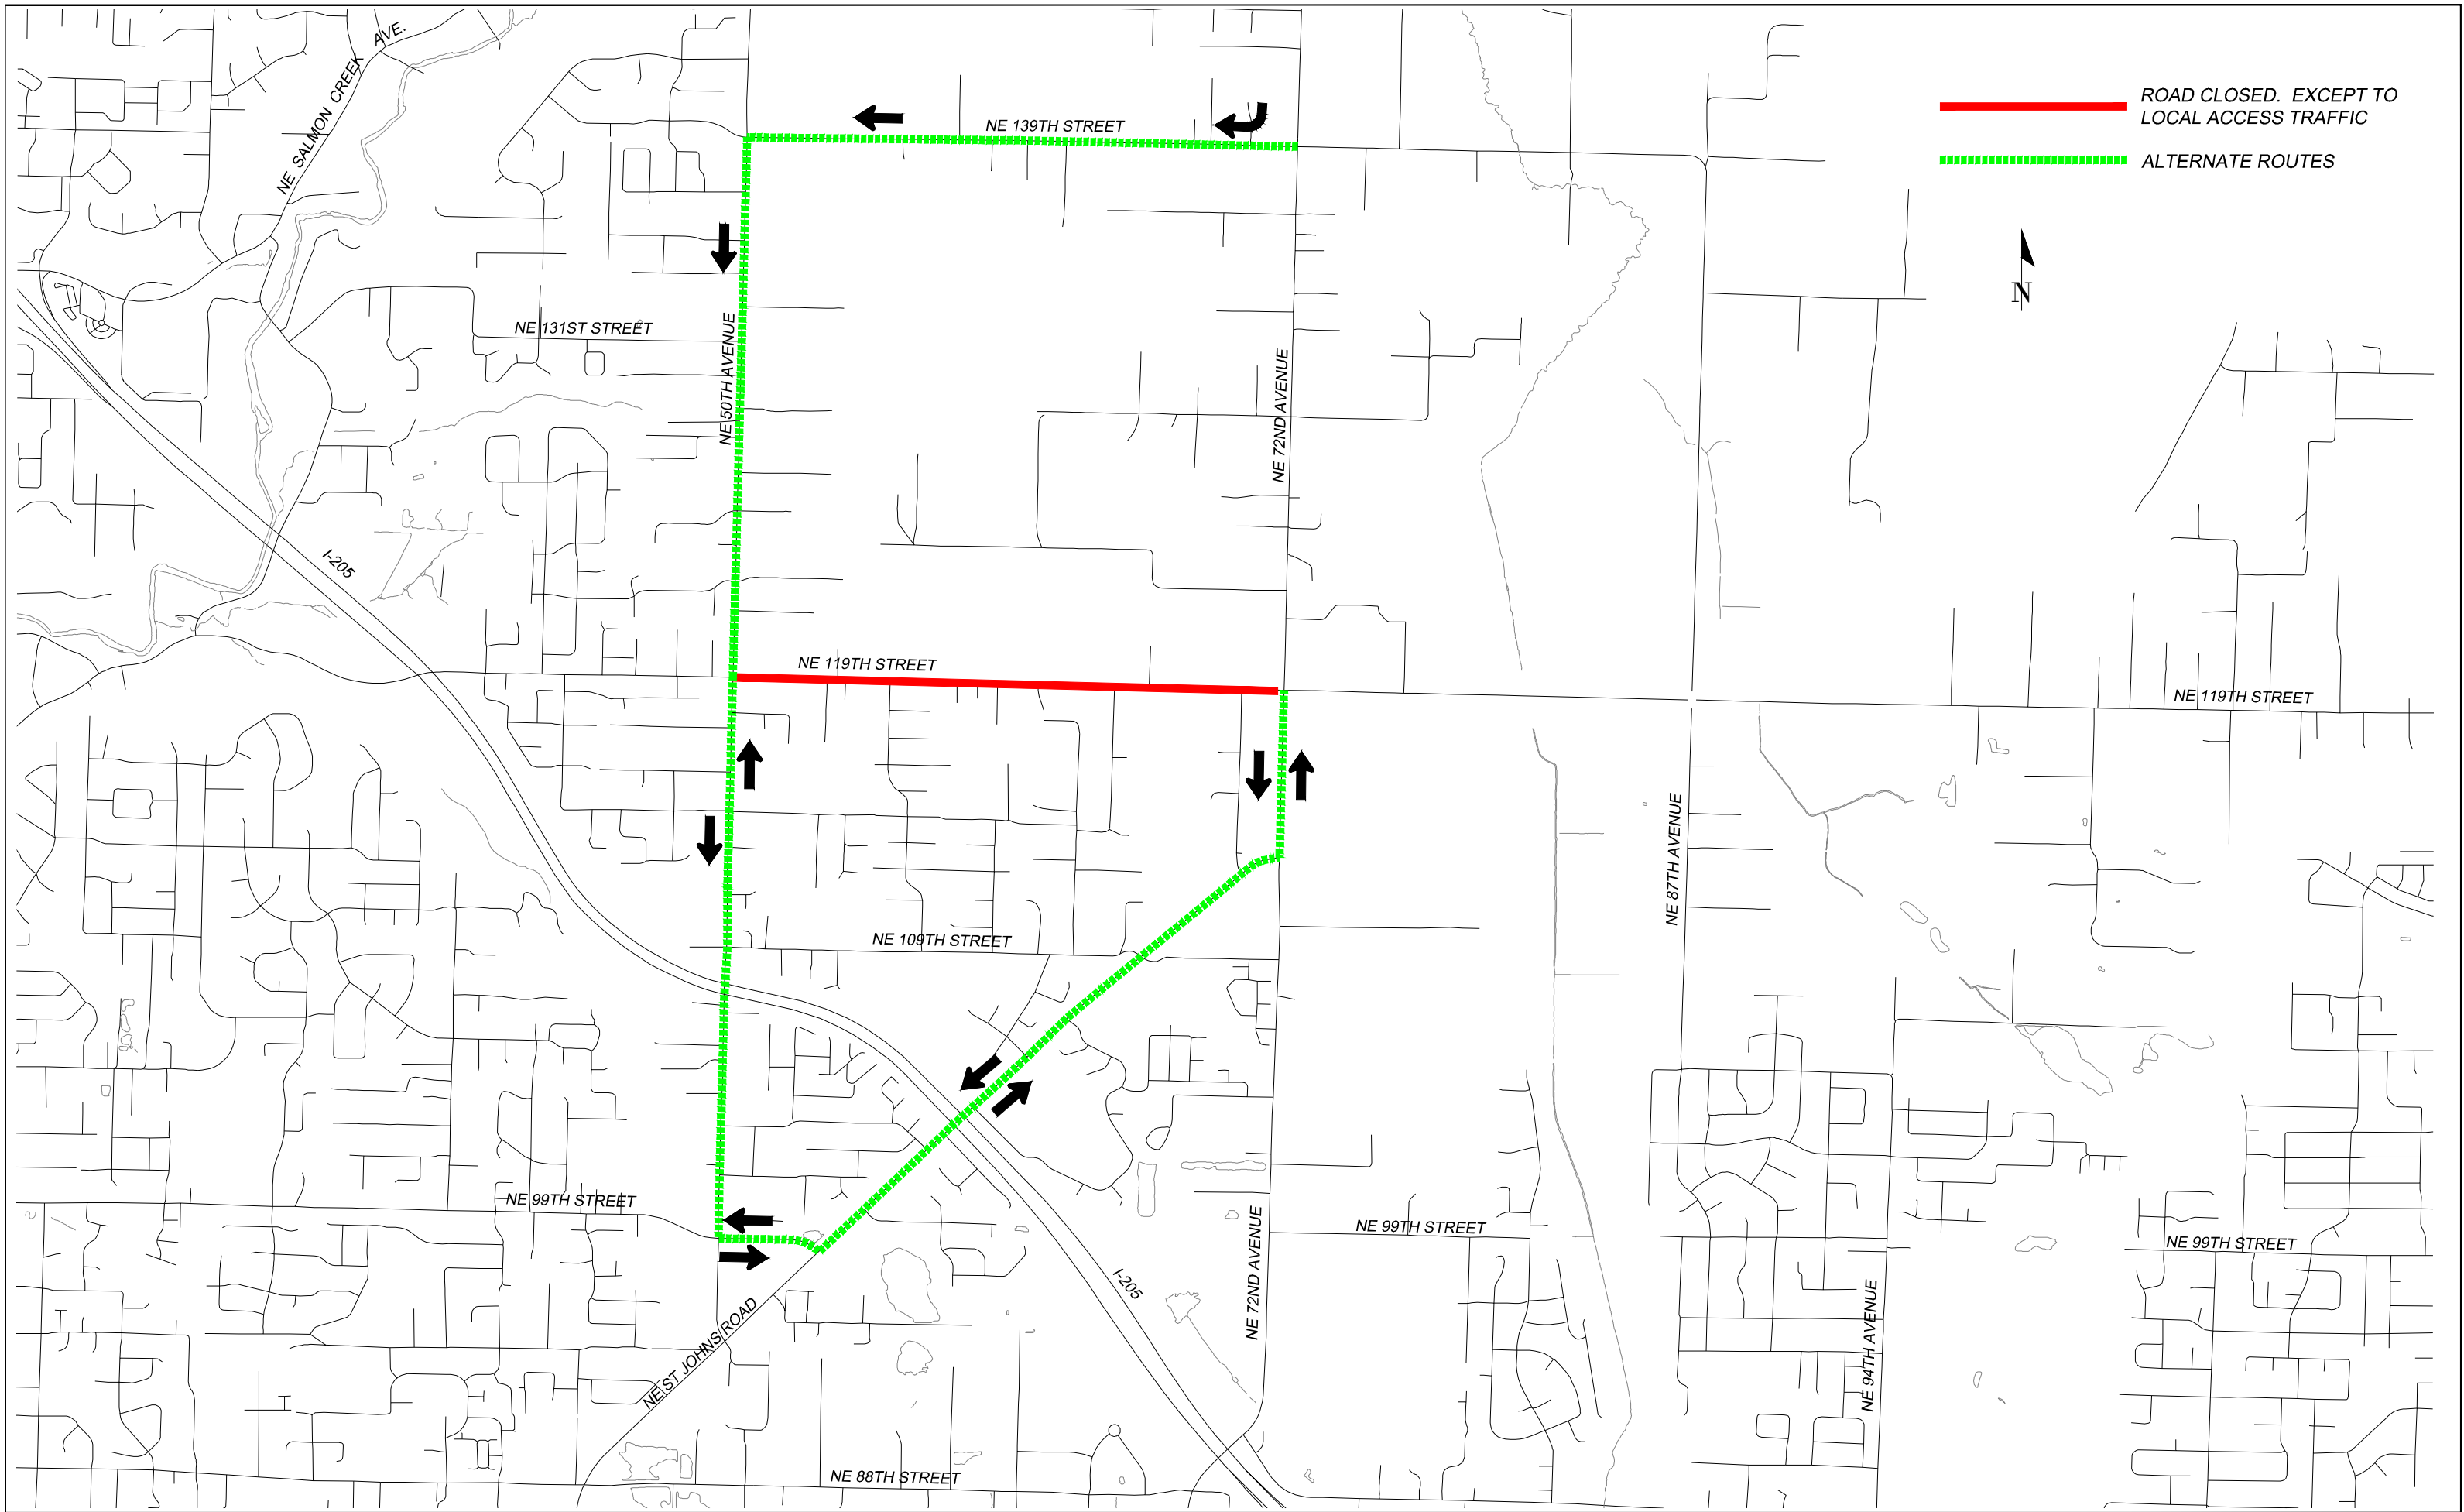 NE SALMON CREEK AVE.
NE 139TH STREET
ROAD CLOSED. EXCEPT TO
LOCAL ACCESS TRAFFIC
ALTERNATE ROUTES
N
NE 131ST STREET
NE 50TH AVENUE
NE 72ND AVENUE
I-205
NE 119TH STREET
NE 119TH STREET
NE 87TH AVENUE
NE 109TH STREET
NE 99TH STREET
NE 99TH STREET
NE 99TH STREET
NE 72ND AVENUE
I-205
NE 94TH AVENUE
NE ST JOHNS ROAD
NE 88TH STREET